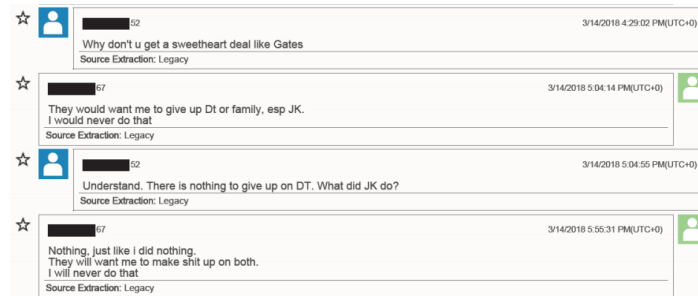 52
3/14/2018 4:29:02 PM(UTC+0)
Why don't u get a sweetheart deal like Gates
Source Extraction: Legacy
67
3/14/2018 5:04:14 PM(UTC+0)
They would want me to give up Dt or family, esp JK.
I would never do that
Source Extraction: Legacy
52
3/14/2018 5:04:55 PM(UTC+0)
Understand. There is nothing to give up on DT. What did JK do?
Source Extraction: Legacy
67
3/14/2018 5:55:31 PM(UTC+0)
Nothing, just like i did nothing.
They will want me to make shit up on both.
I will never do that
Source Extraction: Legacy